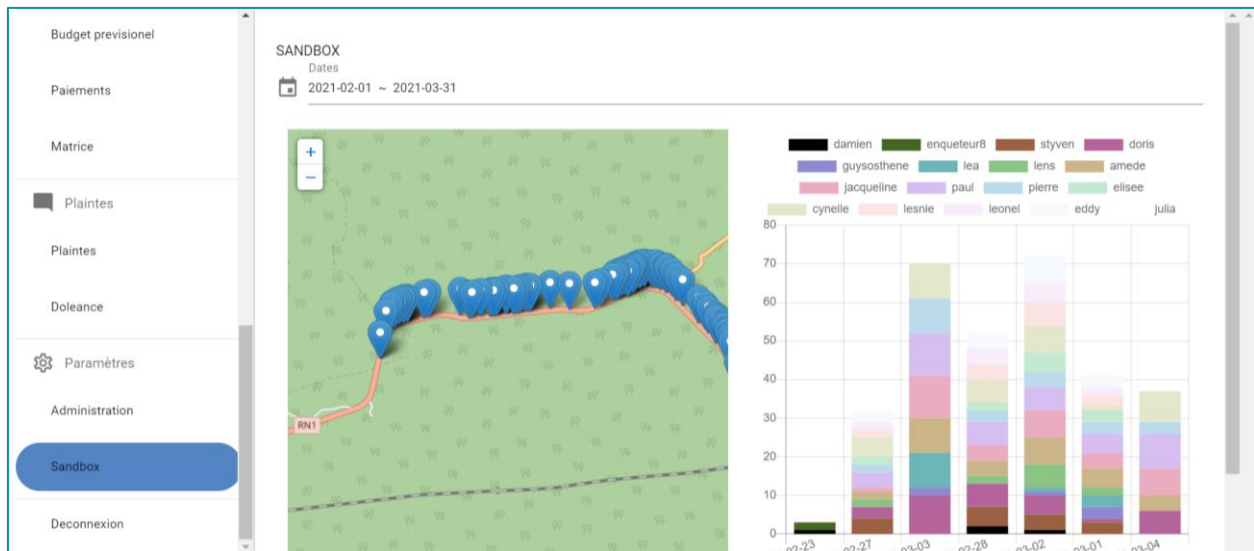 Budget previsionel
Paiements
Matrice
Plaintes
Plaintes
Doleance
Paramètres
Administration
Sandbox
Deconnexion
SANDBOX
Dates
2021-02-01 ~ 2021-03-31
+
−
RN1
damien enqueteur8 styven doris
guysosthene lea lens amede
jacqueline paul pierre elisee
cynelle lesnie leonel eddy julia
80
70
60
50
40
30
20
10
0
02-23 02-27 03-03 02-28 03-02 03-01 03-04